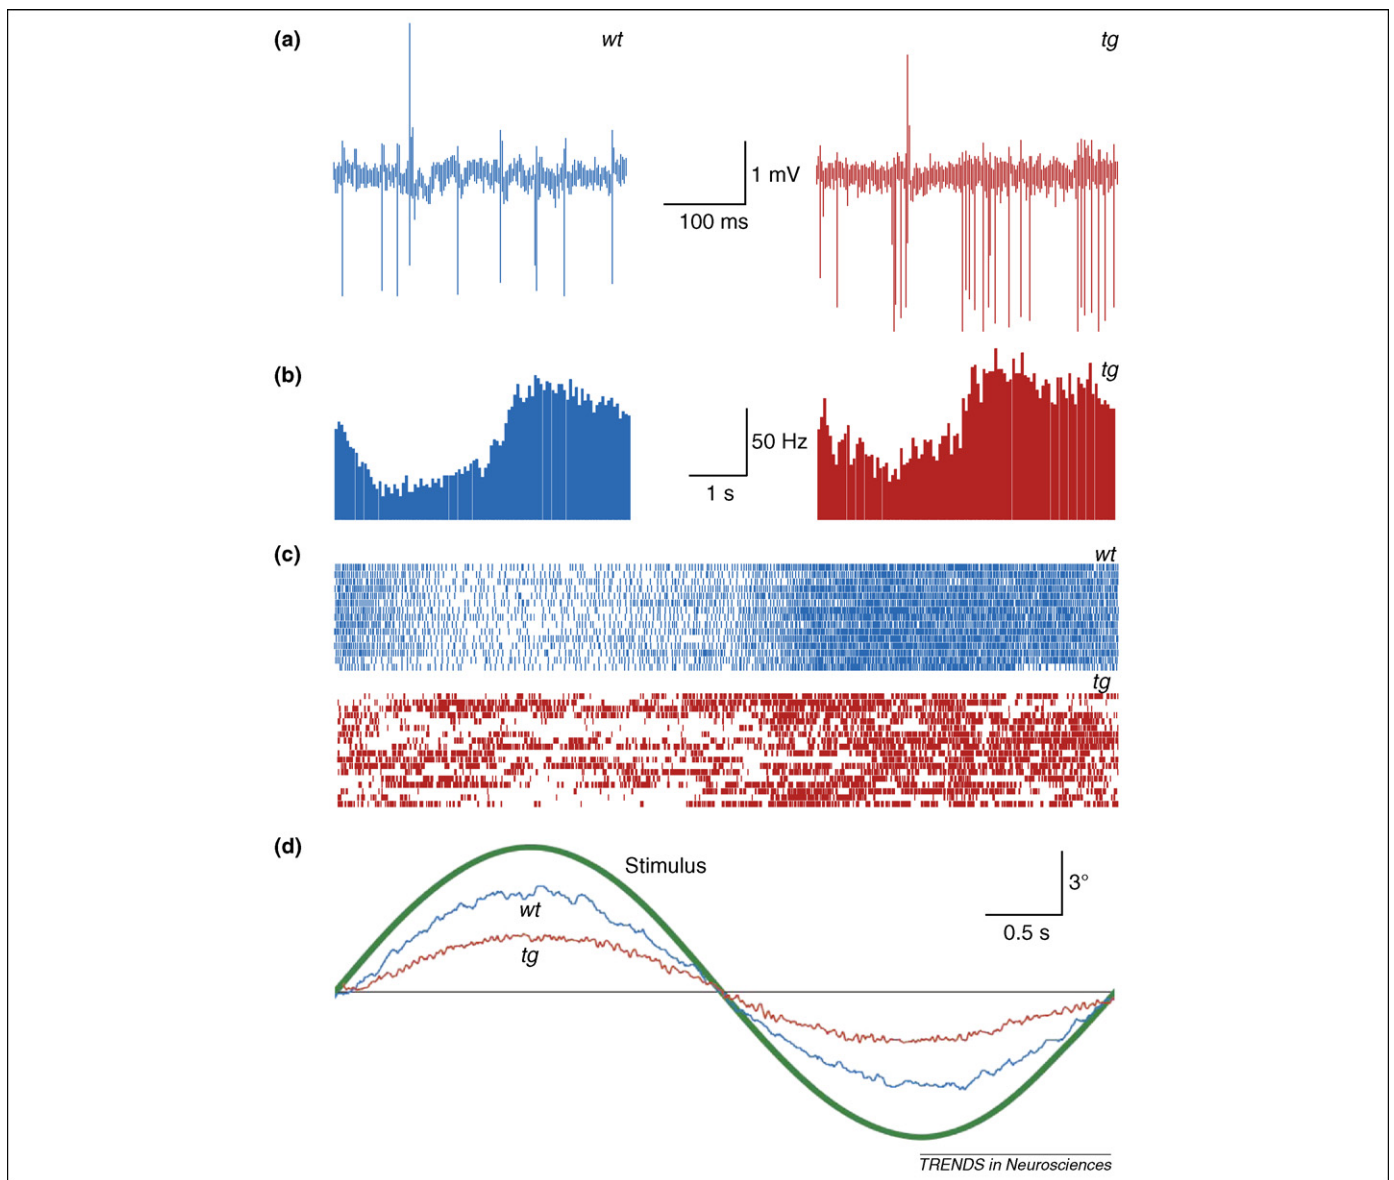 (a) wt tg
1 mV
100 ms
(b) tg
50 Hz
1 s
(c) wt
tg
(d)
Stimulus
3°
wt
0.5 s
tg
TRENDS in Neurosciences